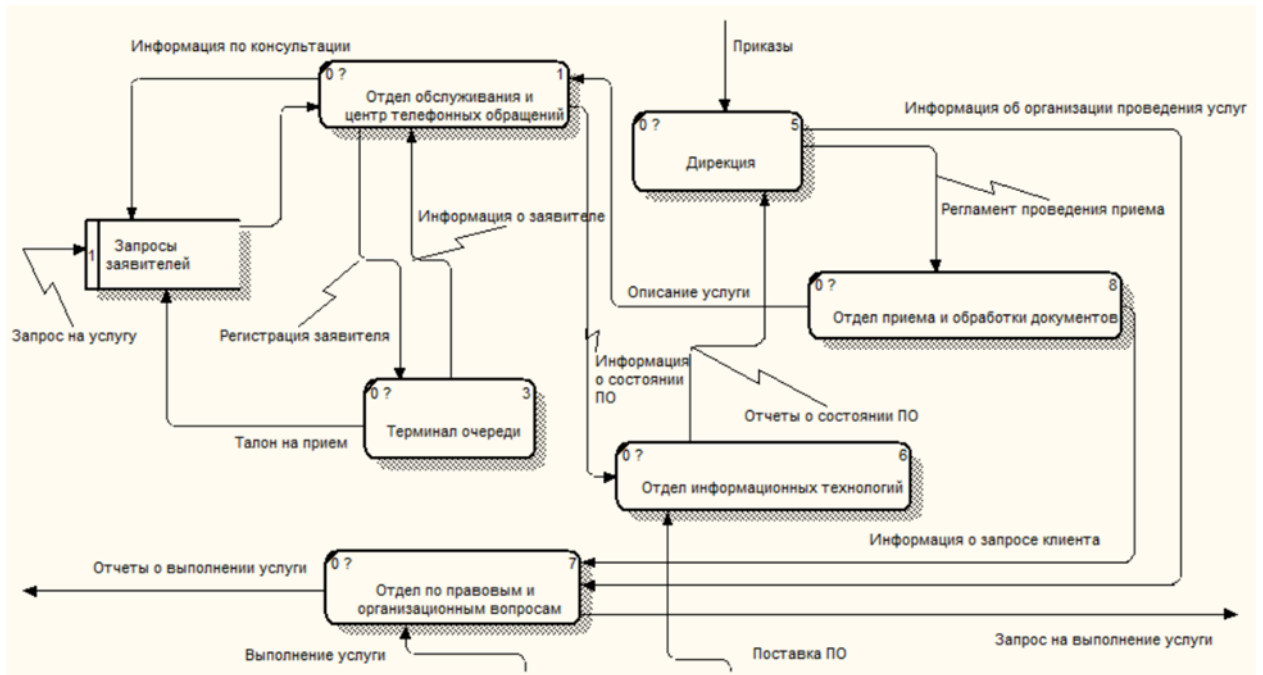 Информация по консультации
Приказы
0 ?
1
Отдел обслуживания и
центр телефонных обращений
Информация об организации проведения услуг
0 ?
5
Дирекция
Регламент проведения приема
Информация о заявителе
1
Запросы
заявителей
Запрос на услугу
Регистрация заявителя
Описание услуги
0 ?
8
Отдел приема и обработки документов
Информация
о состоянии
ПО
0 ?
3
Терминал очереди
Талон на прием
Отчеты о состоянии ПО
0 ?
6
Отдел информационных технологий
Информация о запросе клиента
Отчеты о выполнении услуги
0 ?
7
Отдел по правовым и
организационным вопросам
Запрос на выполнение услуги
Выполнение услуги
Поставка ПО